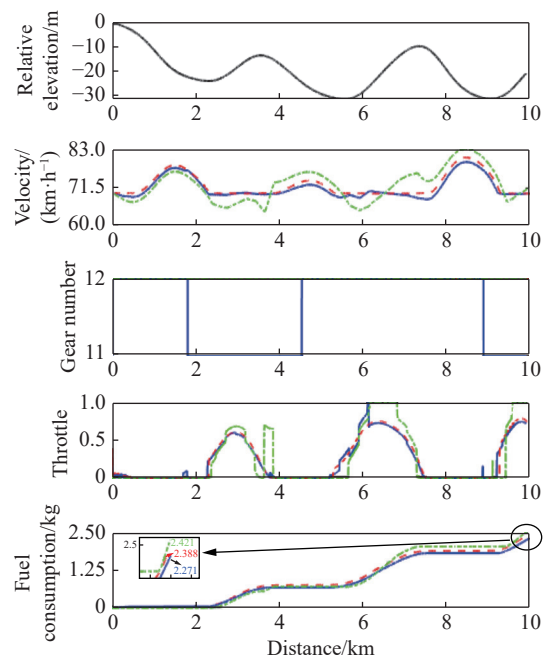 0
−10
−20
−30
Relative
elevation/m
0 2 4 6 8 10
83.0
71.5
60.0
Velocity/
(km·h⁻¹)
0 2 4 6 8 10
12
11
Gear number
0 2 4 6 8 10
1.0
0.5
0
Throttle
0 2 4 6 8 10
2.50
1.25
0
Fuel
consumption/kg
2.5
2.421
2.388
2.271
0 2 4 6 8 10
Distance/km